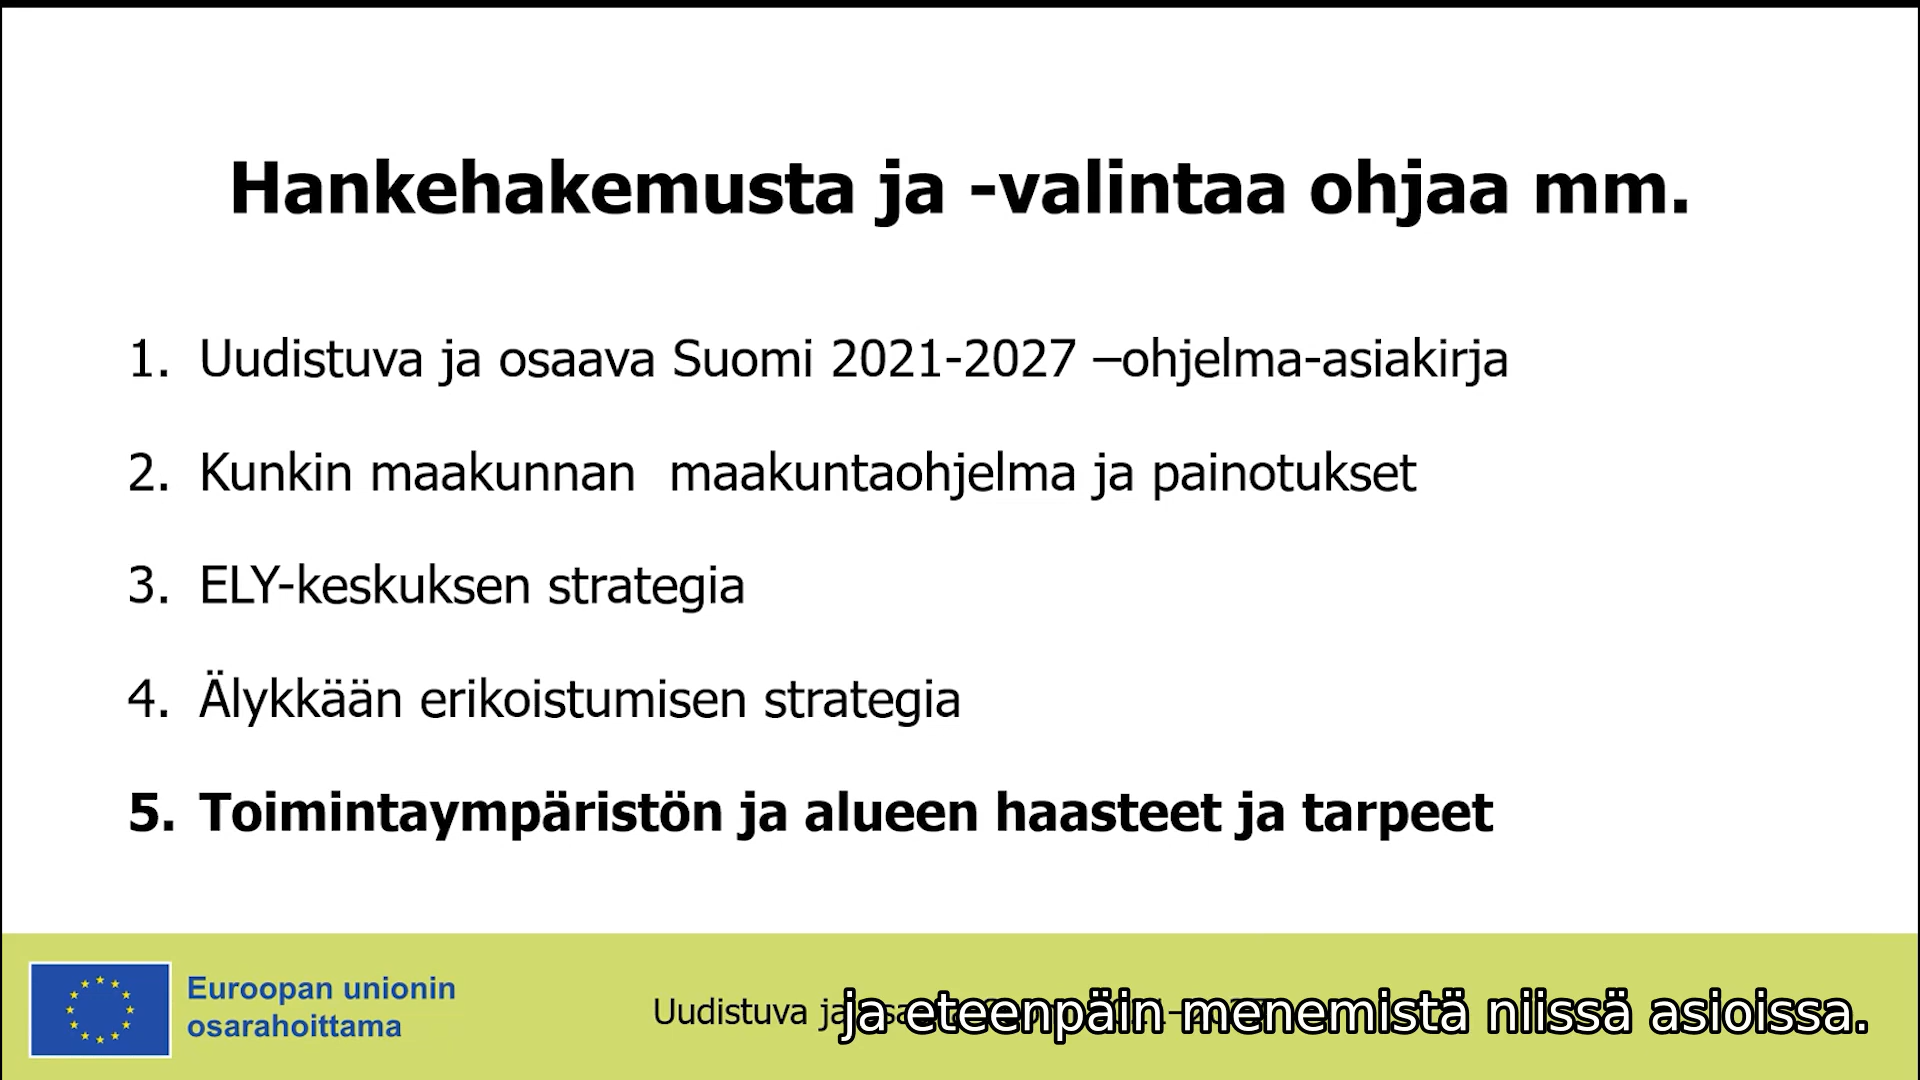 Hankehakemusta ja -valintaa ohjaa mm.
1. Uudistuva ja osaava Suomi 2021-2027 –ohjelma-asiakirja
2. Kunkin maakunnan maakuntaohjelma ja painotukset
3. ELY-keskuksen strategia
4. Älykkään erikoistumisen strategia
5. Toimintaympäristön ja alueen haasteet ja tarpeet
Euroopan unionin
osarahoittama
Uudistuva
ja eteenpäin menemistä niissä asioissa.